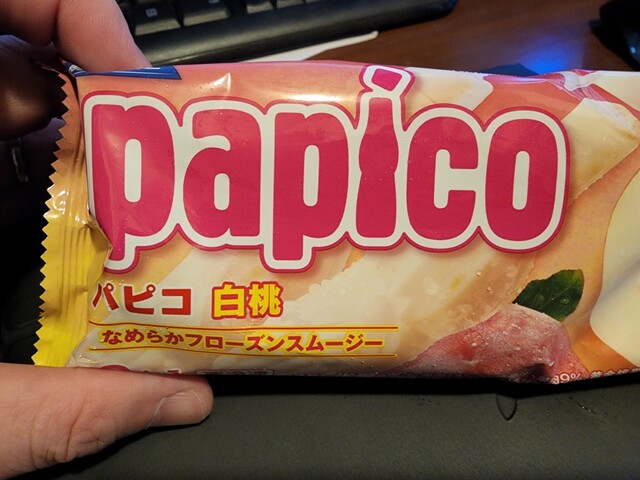 papico
パピコ 白桃
なめらかフローズンスムージー